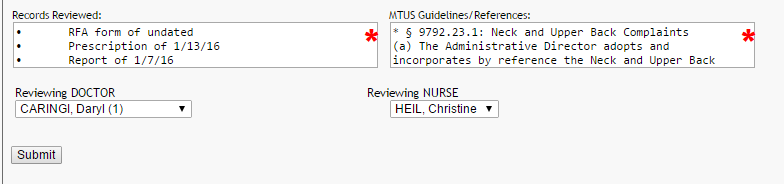 Records Reviewed:
• RFA form of undated
• Prescription of 1/13/16
• Report of 1/7/16
*
MTUS Guidelines/References:
* § 9792.23.1: Neck and Upper Back Complaints
(a) The Administrative Director adopts and
incorporates by reference the Neck and Upper Back
*
Reviewing DOCTOR
CARINGI, Daryl (1)
Reviewing NURSE
HEIL, Christine
Submit